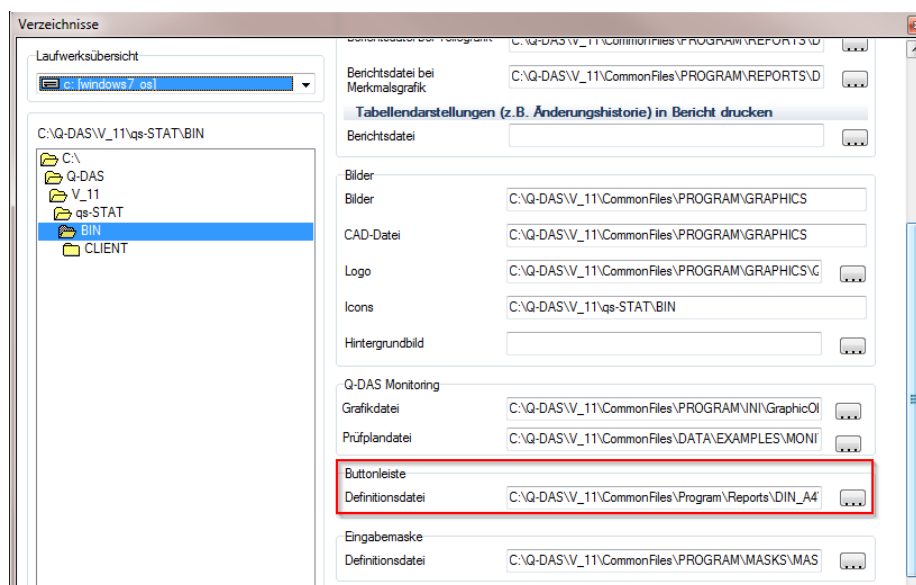 Verzeichnisse
Laufwerksübersicht
c: [windows7_os]
C:\Q-DAS\V_11\qs-STAT\BIN
C:\
Q-DAS
V_11
qs-STAT
BIN
CLIENT
Berichtsdatei bei
Merkmalsgrafik
C:\Q-DAS\V_11\CommonFiles\PROGRAM\REPORTS\D
...
Tabellendarstellungen (z.B. Änderungshistorie) in Bericht drucken
Berichtsdatei
...
Bilder
Bilder
C:\Q-DAS\V_11\CommonFiles\PROGRAM\GRAPHICS
CAD-Datei
C:\Q-DAS\V_11\CommonFiles\PROGRAM\GRAPHICS
Logo
C:\Q-DAS\V_11\CommonFiles\PROGRAM\GRAPHICS\
...
Icons
C:\Q-DAS\V_11\qs-STAT\BIN
Hintergrundbild
...
Q-DAS Monitoring
Grafikdatei
C:\Q-DAS\V_11\CommonFiles\PROGRAM\INI\
...
Prüfplandatei
C:\Q-DAS\V_11\CommonFiles\DATA\EXAMPLES\MONI
...
Buttonleiste
Definitionsdatei
C:\Q-DAS\V_11\CommonFiles\Program\Reports\DIN_A4
...
Eingabemaske
Definitionsdatei
C:\Q-DAS\V_11\CommonFiles\PROGRAM\MASKS\MAS
...